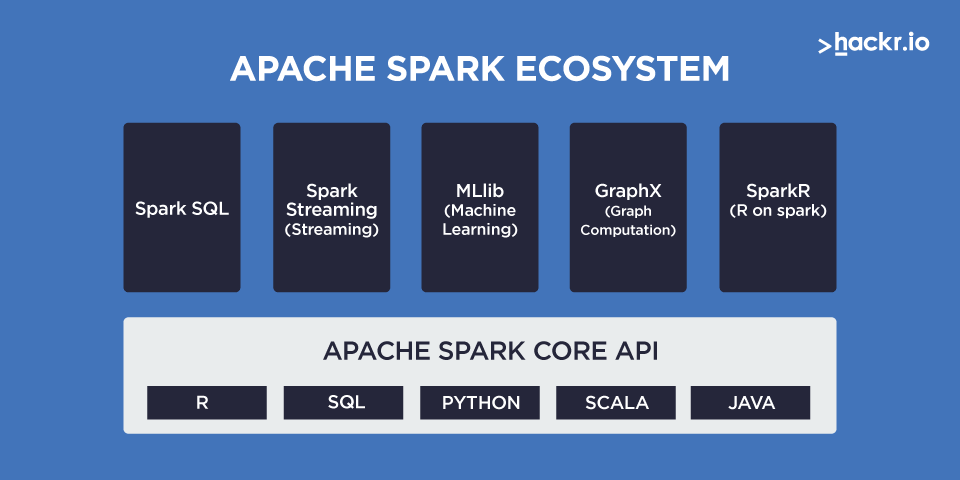 >hackr.io
APACHE SPARK ECOSYSTEM
Spark SQL
Spark
Streaming
(Streaming)
MLlib
(Machine
Learning)
GraphX
(Graph
Computation)
SparkR
(R on spark)
APACHE SPARK CORE API
R
SQL
PYTHON
SCALA
JAVA